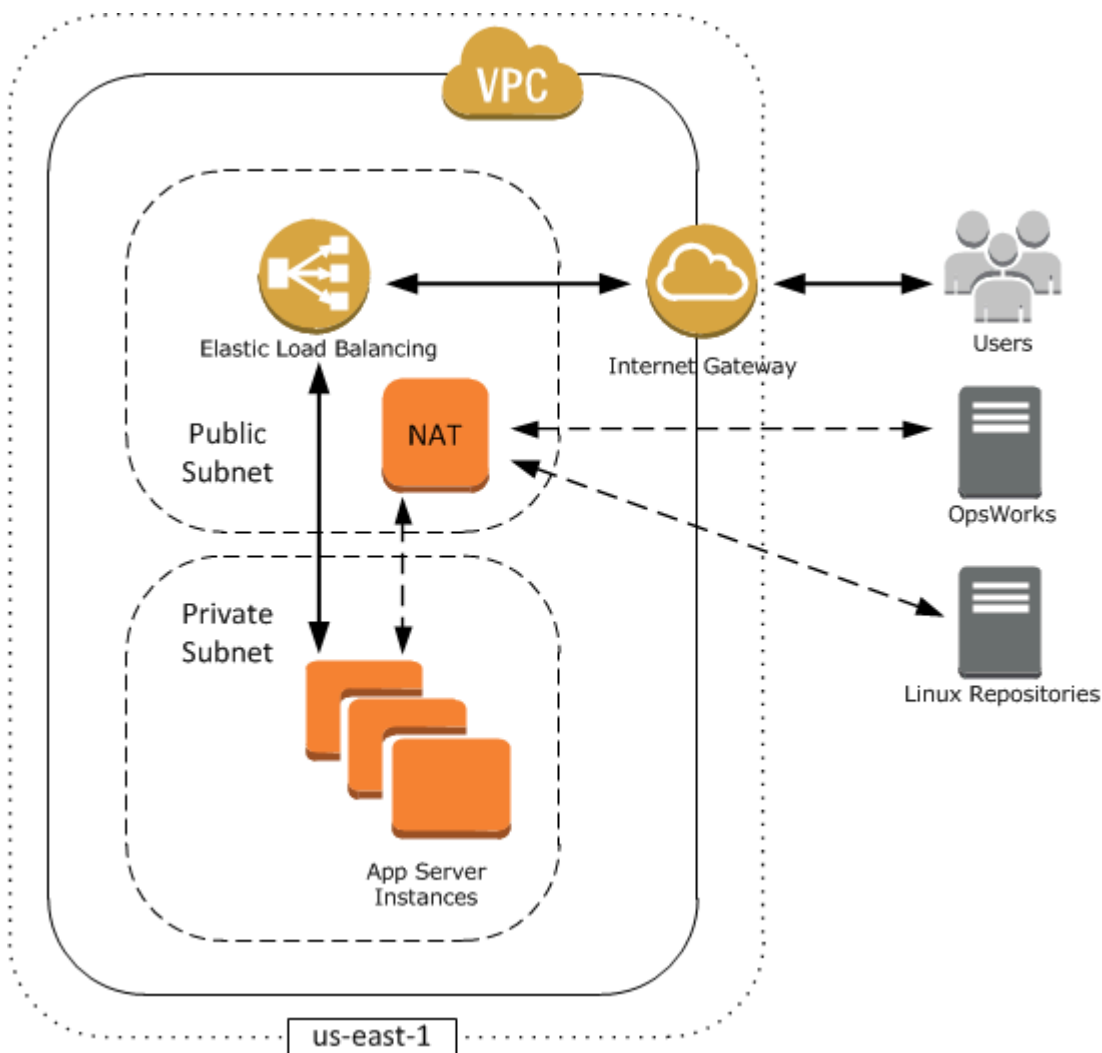 VPC
Elastic Load Balancing
Internet Gateway
Users
Public
Subnet
NAT
OpsWorks
Private
Subnet
Linux Repositories
App Server
Instances
us-east-1